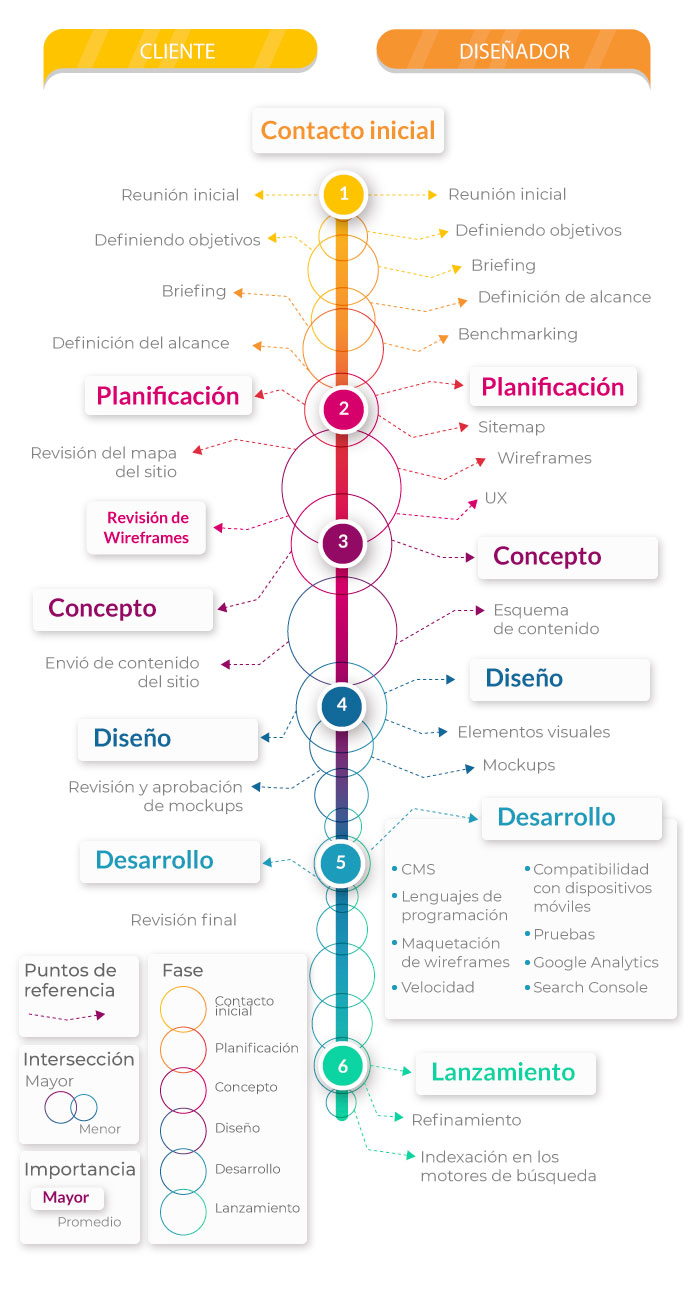 CLIENTE
DISEÑADOR
Contacto inicial
1
Reunión inicial
Reunión inicial
Definiendo objetivos
Definiendo objetivos
Briefing
Briefing
Definición de alcance
Definición del alcance
Benchmarking
Planificación
Planificación
2
Sitemap
Revisión del mapa
del sitio
Wireframes
UX
Revisión de
Wireframes
3
Concepto
Concepto
Esquema
de contenido
Envió de contenido
del sitio
Diseño
4
Diseño
Elementos visuales
Mockups
Revisión y aprobación
de mockups
Desarrollo
Desarrollo
5
CMS
Lenguajes de
programación
Maquetación
de wireframes
Velocidad
Compatibilidad
con dispositivos
móviles
Pruebas
Google Analytics
Search Console
Revisión final
6
Lanzamiento
Refinamiento
Indexación en los
motores de búsqueda
Puntos de
referencia
Intersección
Mayor
Menor
Importancia
Mayor
Promedio
Fase
Contacto
inicial
Planificación
Concepto
Diseño
Desarrollo
Lanzamiento